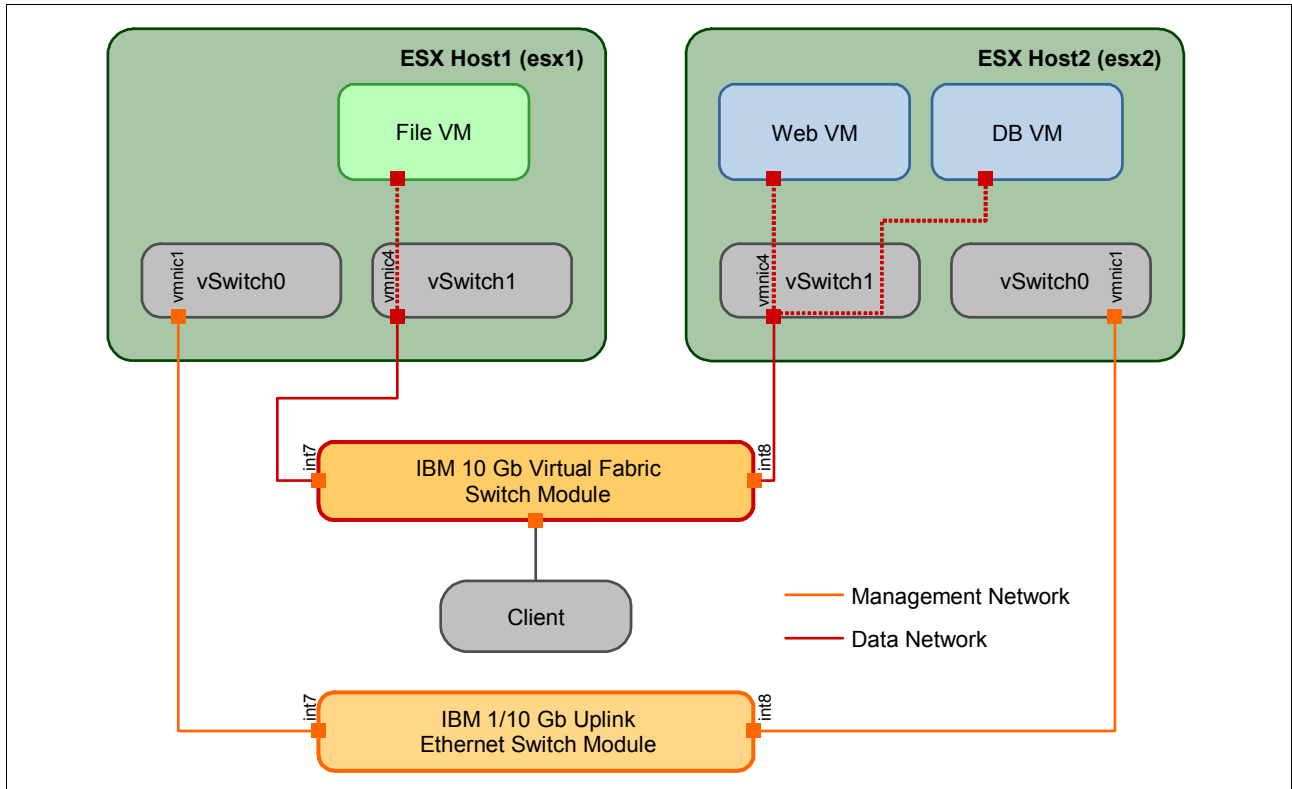 ESX Host1 (esx1)
ESX Host2 (esx2)
File VM
Web VM
DB VM
vmnic1
vSwitch0
vmnic4
vSwitch1
vmnic4
vSwitch1
vSwitch0
vmnic1
int7
IBM 10 Gb Virtual Fabric
Switch Module
int8
Client
Management Network
Data Network
int7
IBM 1/10 Gb Uplink
Ethernet Switch Module
int8